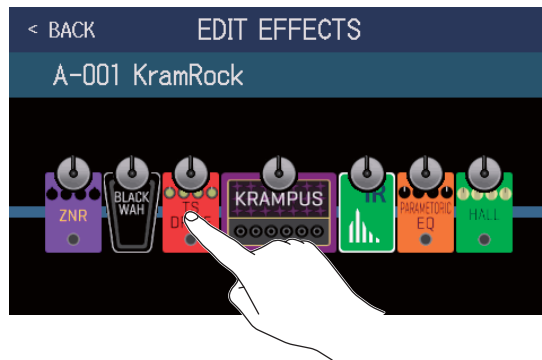 < BACK
EDIT EFFECTS
A-001 KramRock
ZNR
BLACK
WAH
TS
KRAMPUS
IR
PARAMETORIC
EQ
HALL